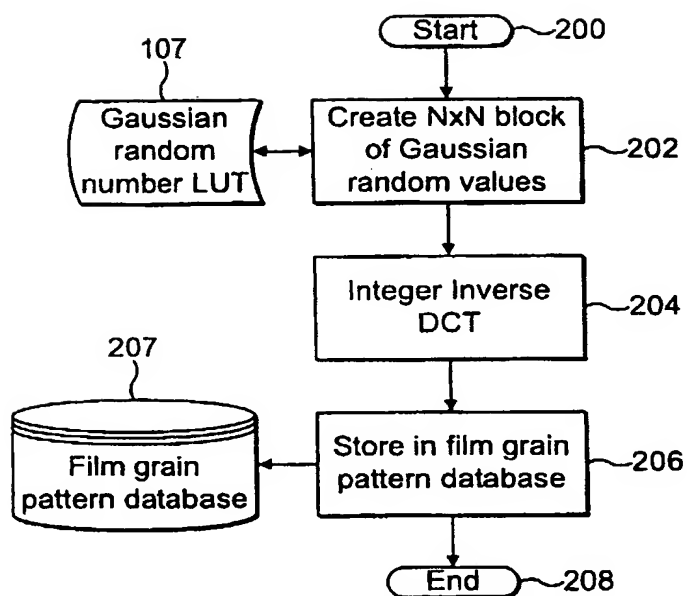 Start
200
107
Gaussian
random
number LUT
Create NxN block
of Gaussian
random values
202
Integer Inverse
DCT
204
207
Film grain
pattern database
Store in film grain
pattern database
206
End
208